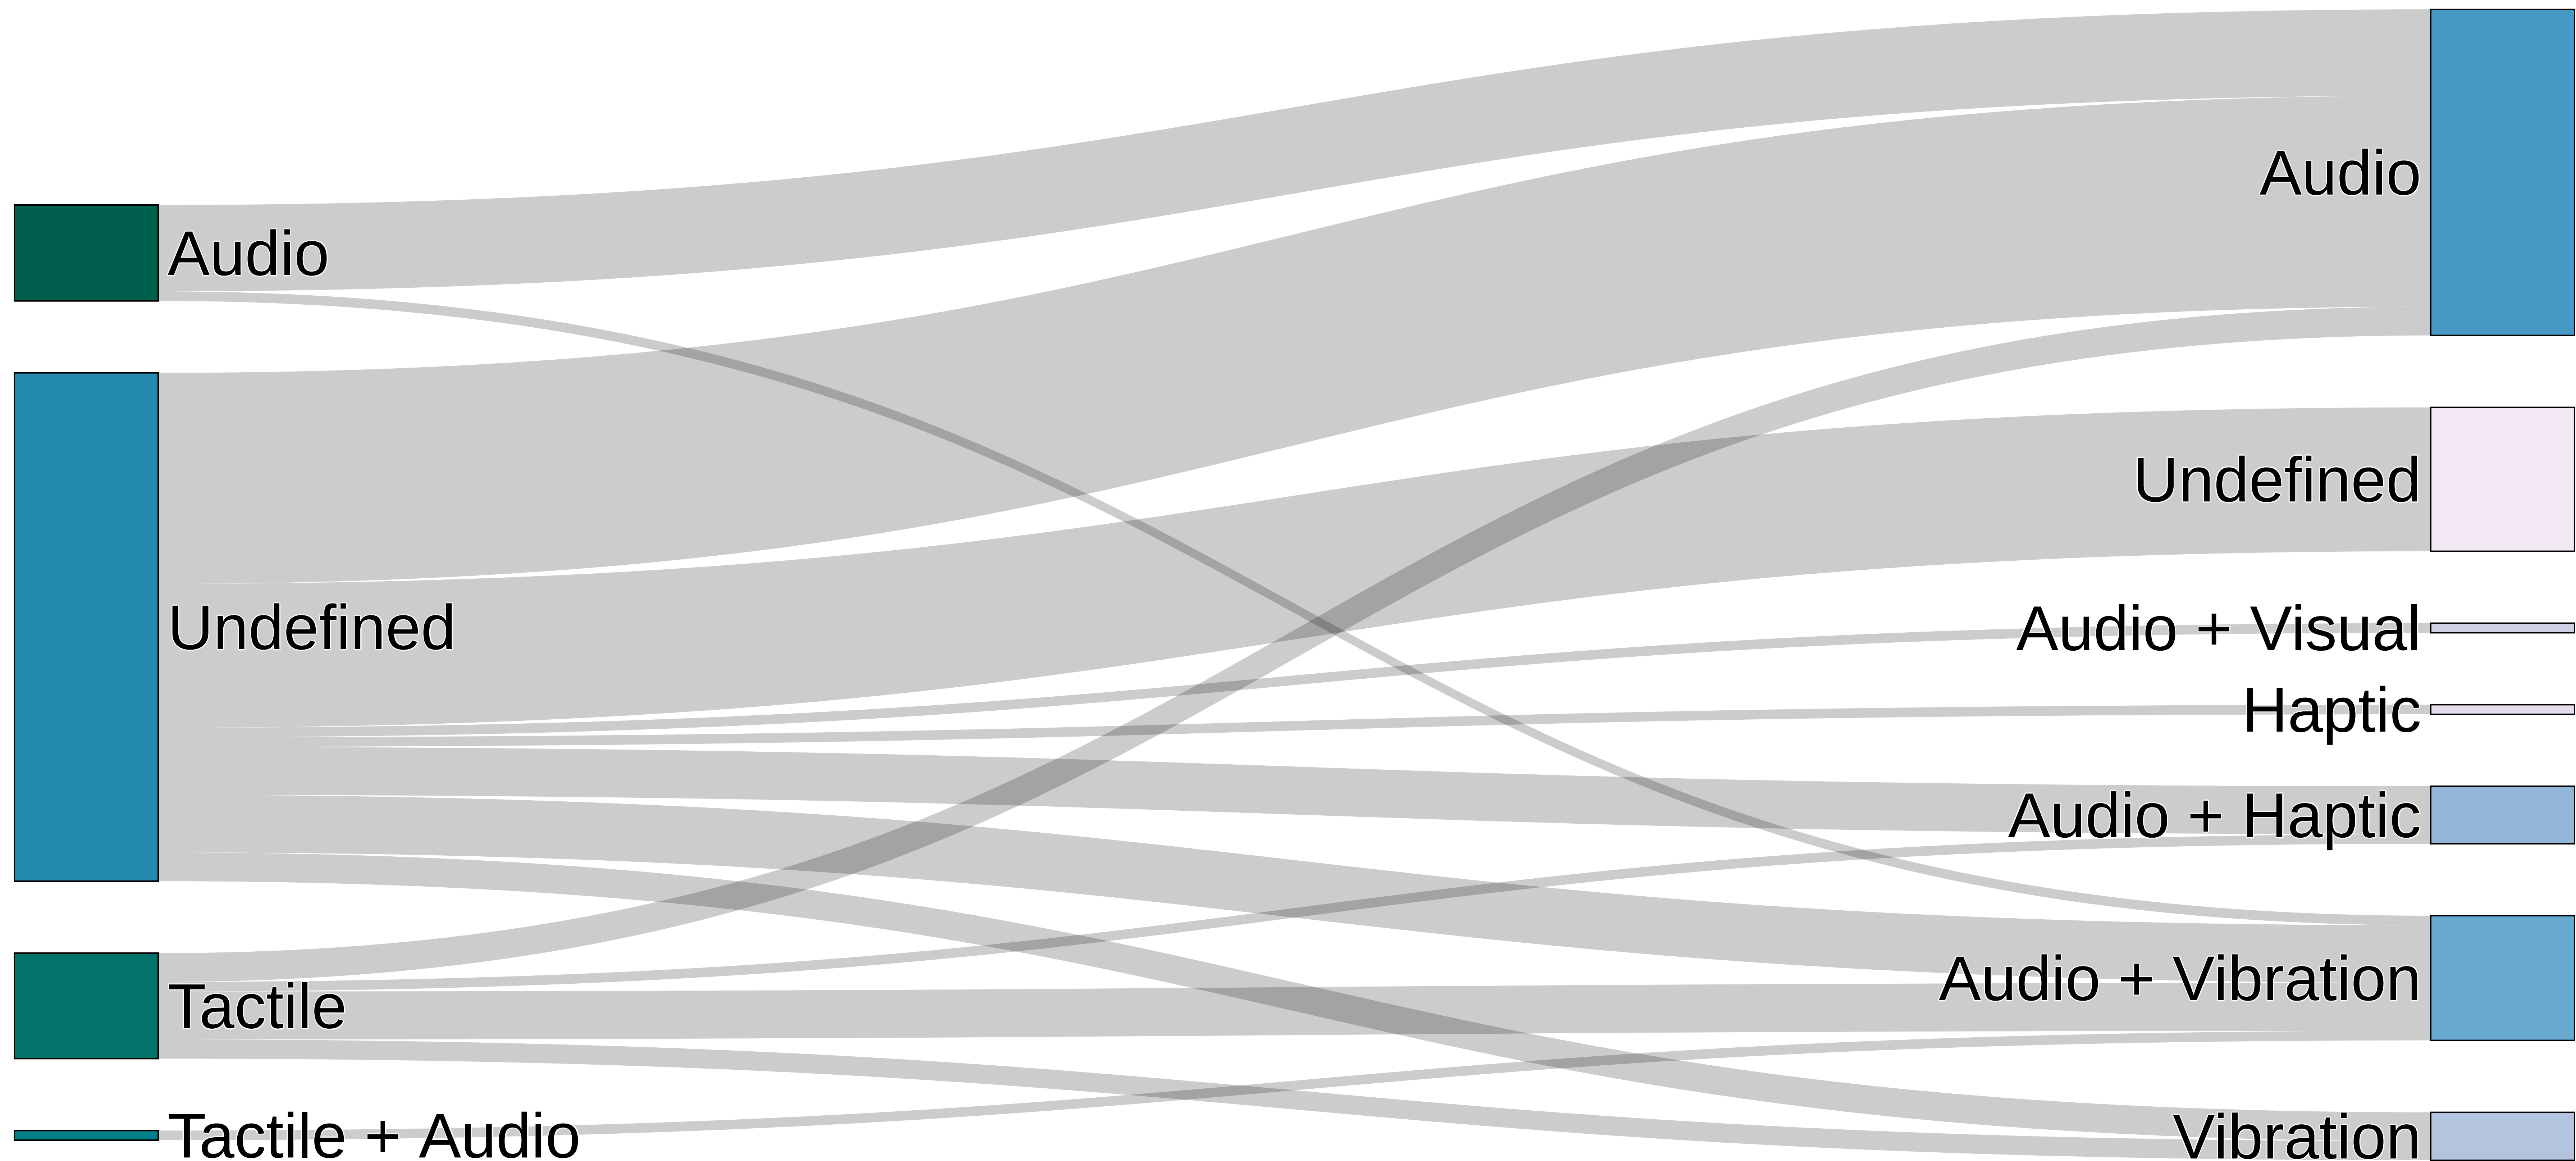 Audio
Undefined
Tactile
Tactile + Audio
Audio
Undefined
Audio + Visual
Haptic
Audio + Haptic
Audio + Vibration
Vibration